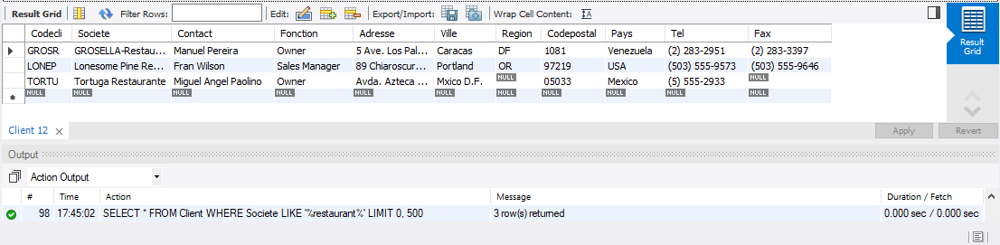 Result Grid Filter Rows: Edit: Export/Import: Wrap Cell Content: IA
Codecli Societe Contact Fonction Adresse Ville Region Codepostal Pays Tel Fax
GROSR GROSELLA-Restau... Manuel Pereira Owner 5 Ave. Los Pal... Caracas DF 1081 Venezuela (2) 283-2951 (2) 283-3397
LONEP Lonesome Pine Re... Fran Wilson Sales Manager 89 Chiaroscur... Portland OR 97219 USA (503) 555-9573 (503) 555-9646
TORTU Tortuga Restaurante Miguel Angel Paolino Owner Avda. Azteca ... Mxico D.F. NULL 05033 Mexico (5) 555-2933 NULL
NULL NULL NULL NULL NULL NULL NULL NULL NULL NULL NULL
Result
Grid
Client 12 Apply Revert
Output
Action Output
# Time Action Message Duration / Fetch
98 17:45:02 SELECT * FROM Client WHERE Societe LIKE '%restaurant%' LIMIT 0, 500 3 row(s) returned 0.000 sec / 0.000 sec